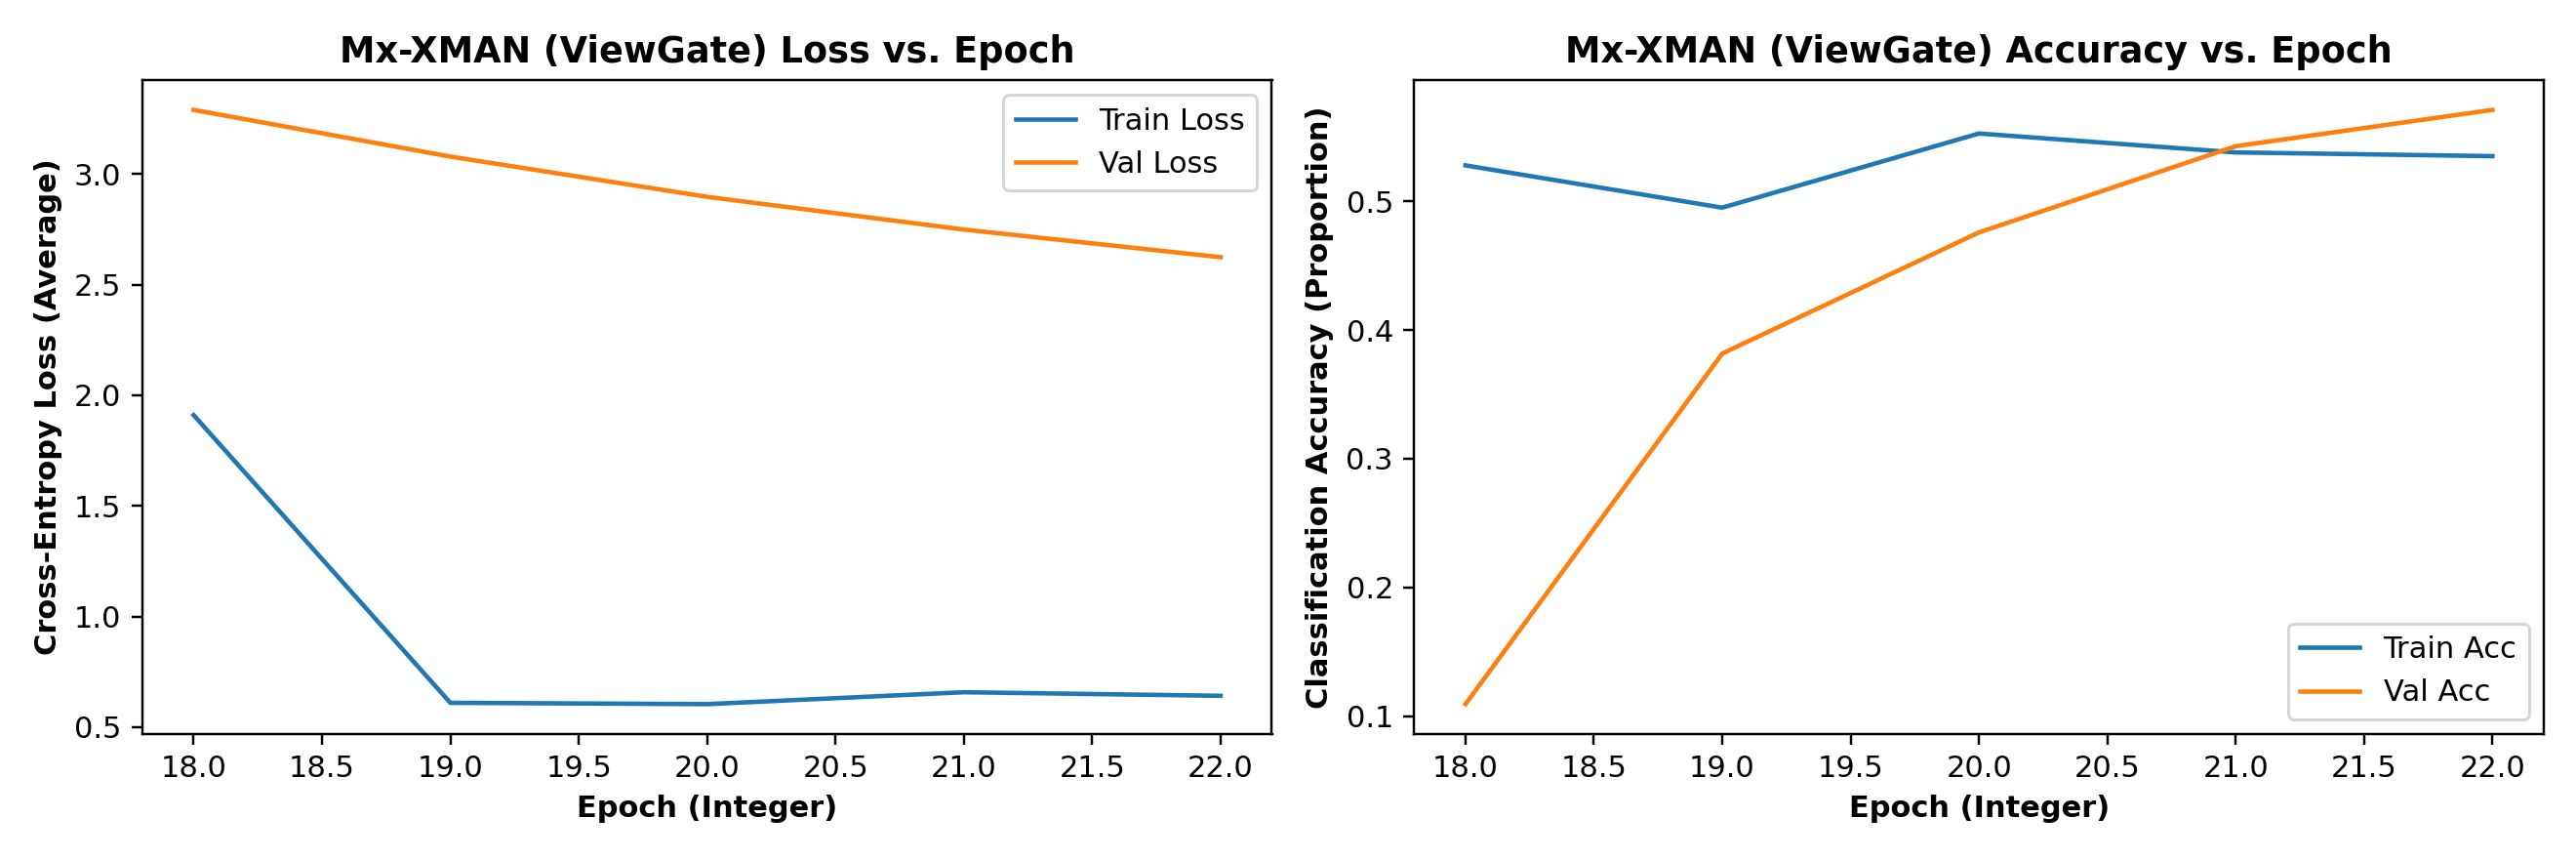 Mx-XMAN (ViewGate) Loss vs. Epoch
Cross-Entropy Loss (Average)
3.0
2.5
2.0
1.5
1.0
0.5
Train Loss
Val Loss
18.0 18.5 19.0 19.5 20.0 20.5 21.0 21.5 22.0
Epoch (Integer)
Mx-XMAN (ViewGate) Accuracy vs. Epoch
Classification Accuracy (Proportion)
0.5
0.4
0.3
0.2
0.1
Train Acc
Val Acc
18.0 18.5 19.0 19.5 20.0 20.5 21.0 21.5 22.0
Epoch (Integer)